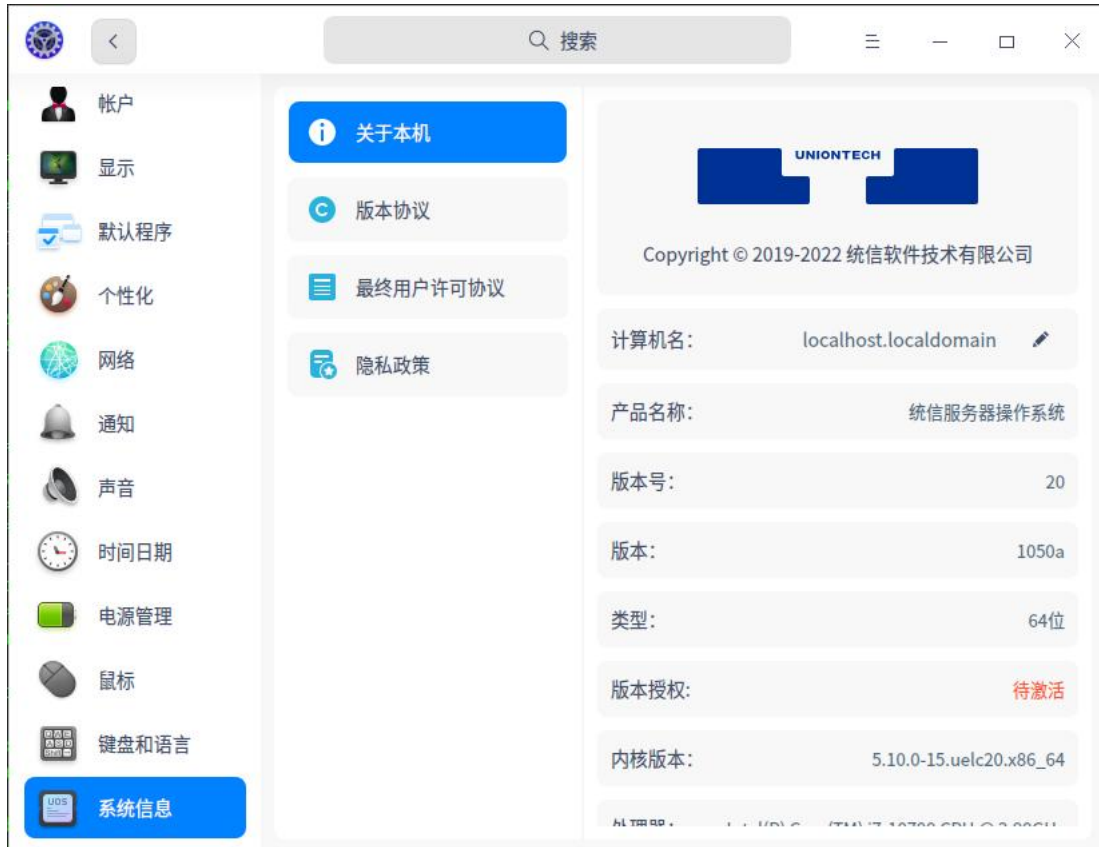 搜索
帐户
显示
默认程序
个性化
网络
通知
声音
时间日期
电源管理
鼠标
键盘和语言
UOS
系统信息
关于本机
版本协议
最终用户许可协议
隐私政策
UNIONTECH
Copyright © 2019-2022 统信软件技术有限公司
计算机名: localhost.localdomain
产品名称: 统信服务器操作系统
版本号: 20
版本: 1050a
类型: 64位
版本授权: 待激活
内核版本: 5.10.0-15.uelc20.x86_64
处理器: